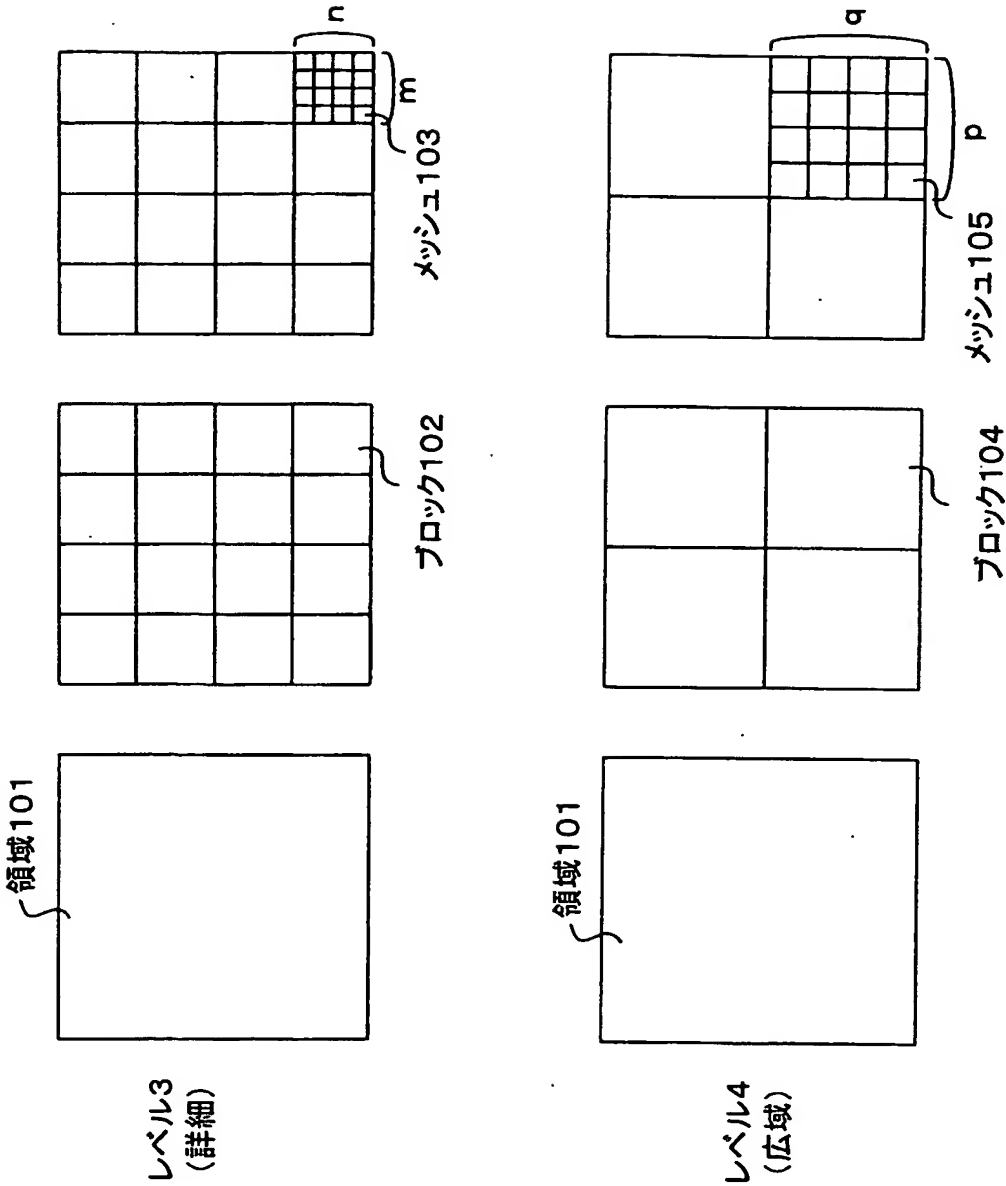 レベル3
（詳細）
領域101
ブロック102
メッシュ103
m
n
レベル4
（広域）
領域101
ブロック104
メッシュ105
p
q